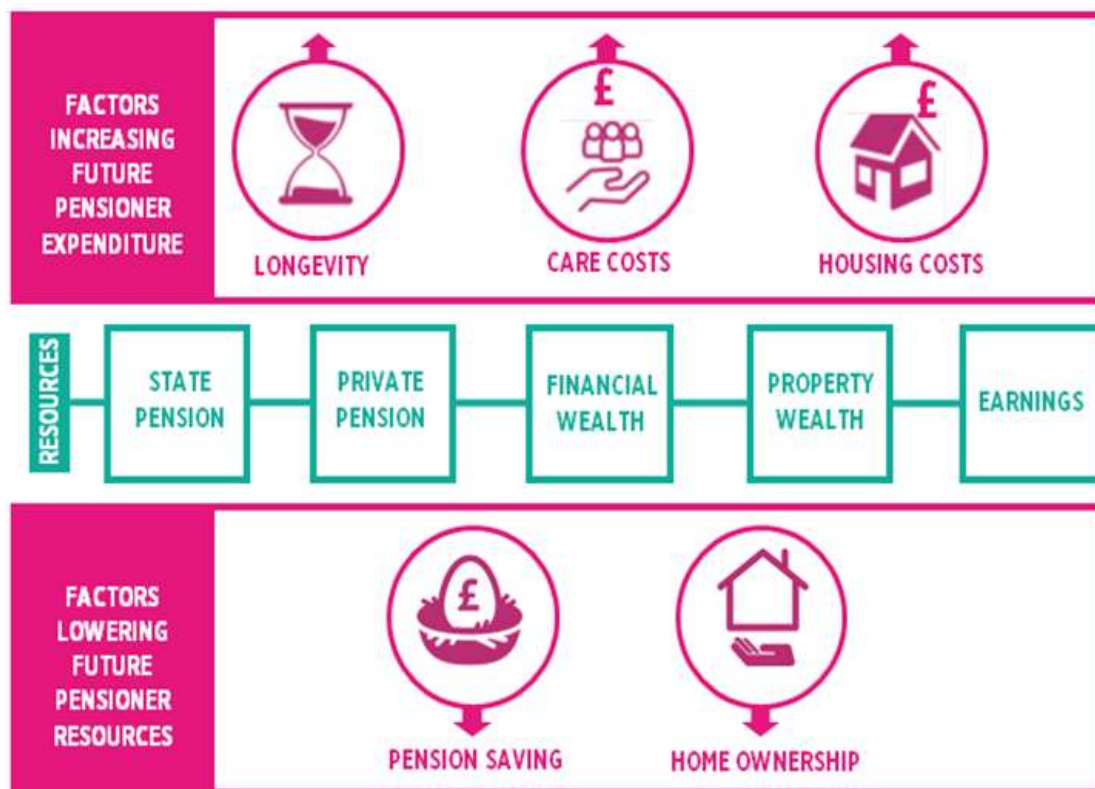 FACTORS
INCREASING
FUTURE
PENSIONER
EXPENDITURE
£
£
LONGEVITY
CARE COSTS
HOUSING COSTS
RESOURCES
STATE
PENSION
PRIVATE
PENSION
FINANCIAL
WEALTH
PROPERTY
WEALTH
EARNINGS
FACTORS
LOWERING
FUTURE
PENSIONER
RESOURCES
£
PENSION SAVING
HOME OWNERSHIP